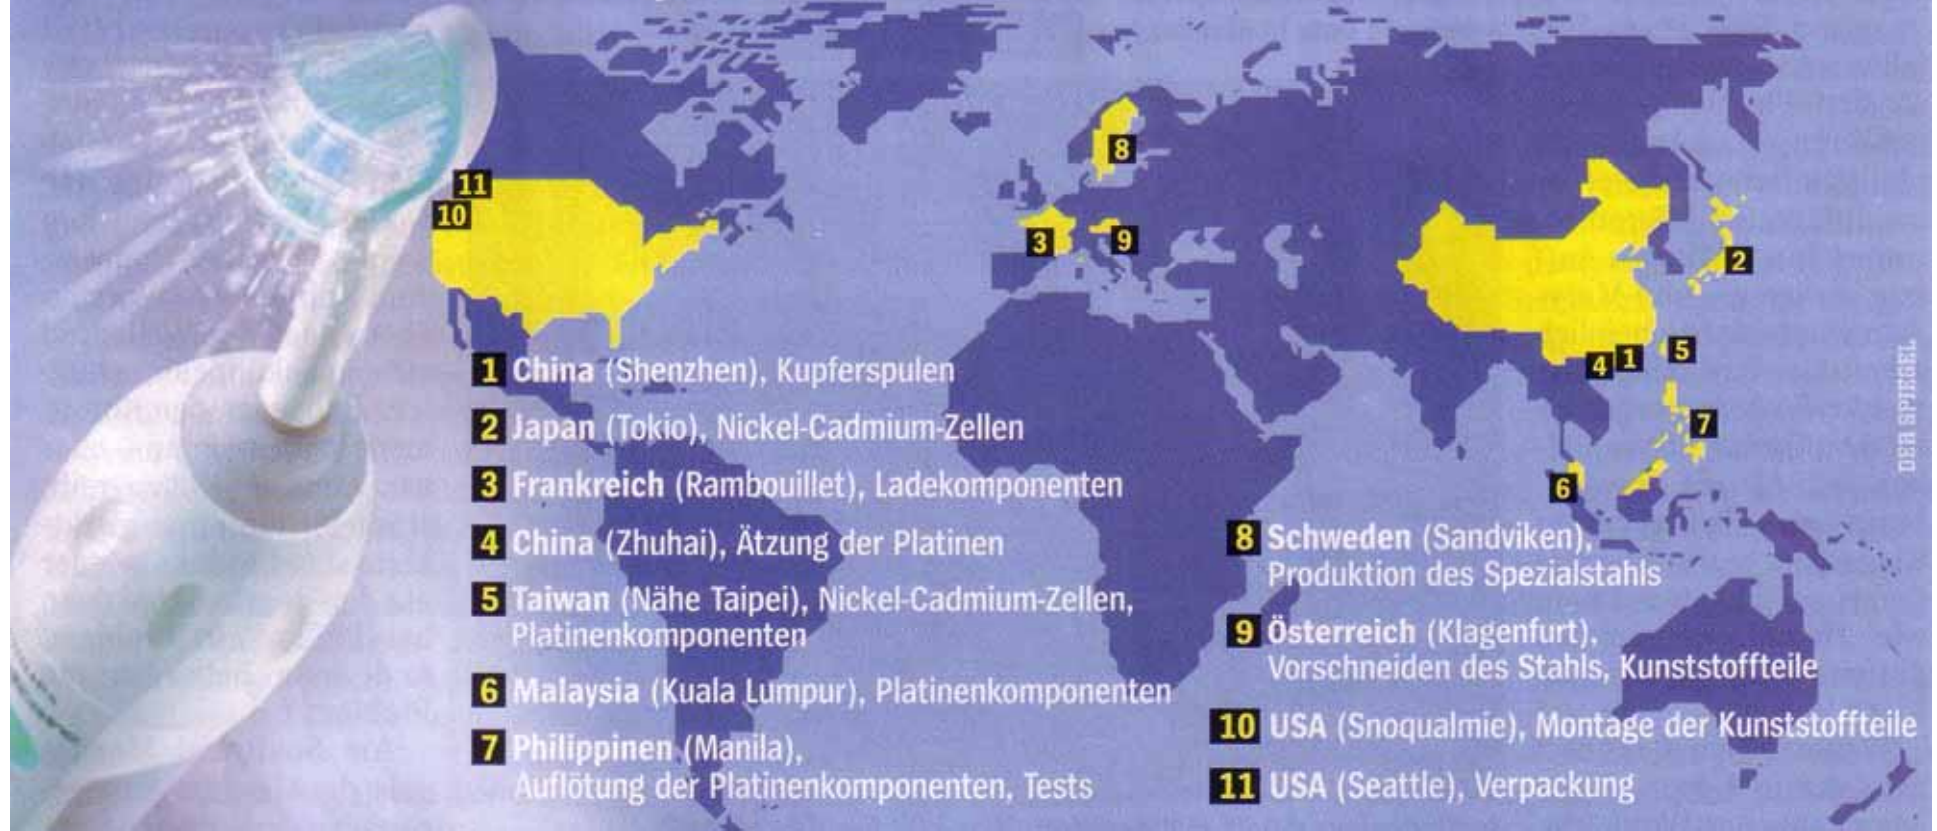 11
10
8
3
9
2
4
1
5
7
6
1 China (Shenzhen), Kupferspulen
2 Japan (Tokio), Nickel-Cadmium-Zellen
3 Frankreich (Rambouillet), Ladekomponenten
4 China (Zhuhai), Ätzung der Platinen
5 Taiwan (Nähe Taipei), Nickel-Cadmium-Zellen,
Platinenkomponenten
6 Malaysia (Kuala Lumpur), Platinenkomponenten
7 Philippinen (Manila),
Auflötung der Platinenkomponenten, Tests
8 Schweden (Sandviken),
Produktion des Spezialstahls
9 Österreich (Klagenfurt),
Vorschneiden des Stahls, Kunststoffteile
10 USA (Snoqualmie), Montage der Kunststoffteile
11 USA (Seattle), Verpackung
DER SPIEGEL